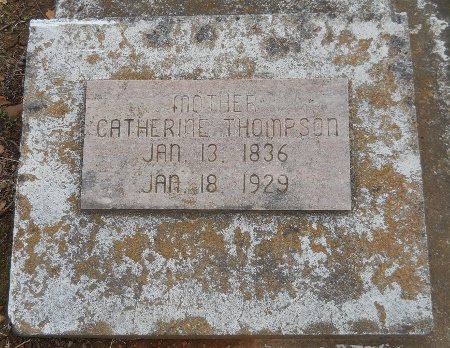 MOTHER
CATHERINE THOMPSON
JAN. 13. 1836
JAN. 18. 1929